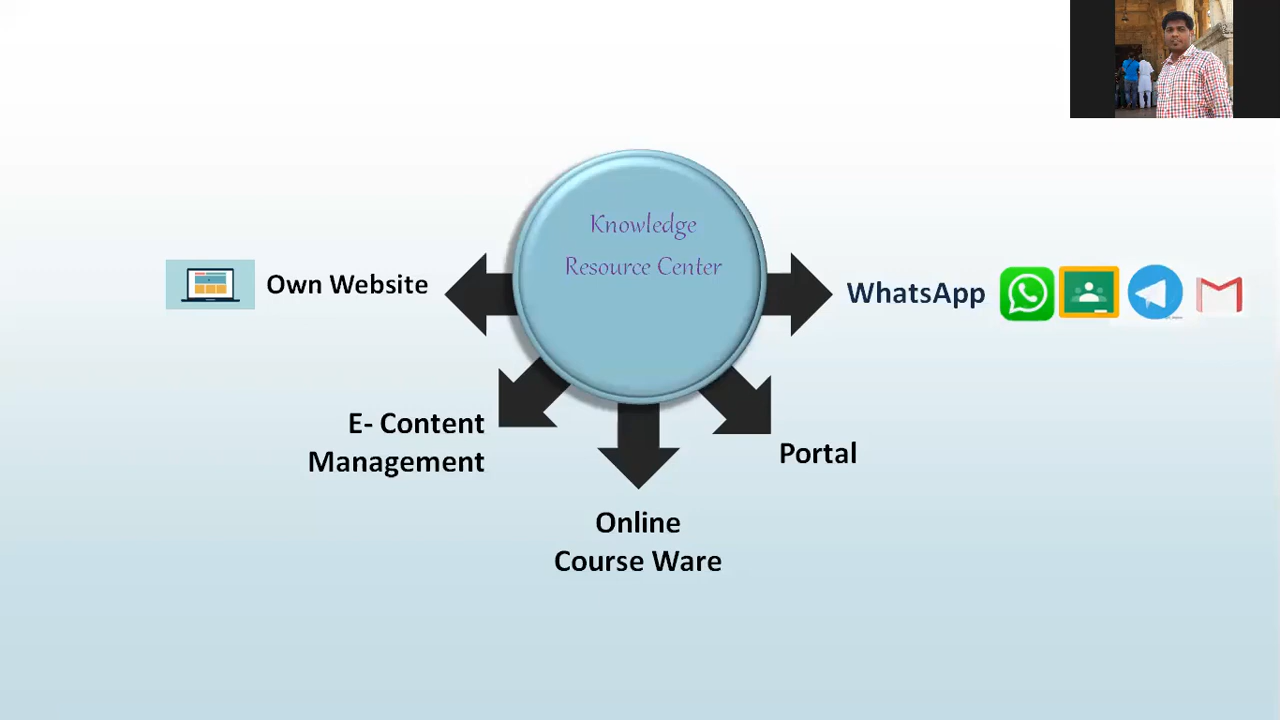 Knowledge
Resource Center
Own Website
WhatsApp
E- Content
Management
Portal
Online
Course Ware